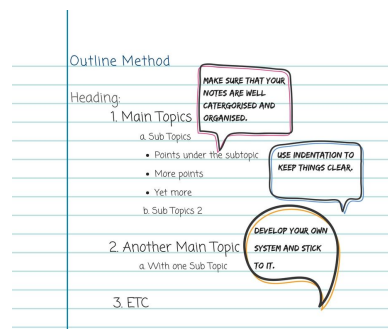 Outline Method
MAKE SURE THAT YOUR
NOTES ARE WELL
CATERGORISED AND
ORGANISED.
Heading:
1. Main Topics
a. Sub Topics
• Points under the subtopic
• More points
• Yet more
USE INDENTATION TO
KEEP THINGS CLEAR.
b. Sub Topics 2
2. Another Main Topic
a. With one Sub Topic
DEVELOP YOUR OWN
SYSTEM AND STICK
TO IT.
3. ETC